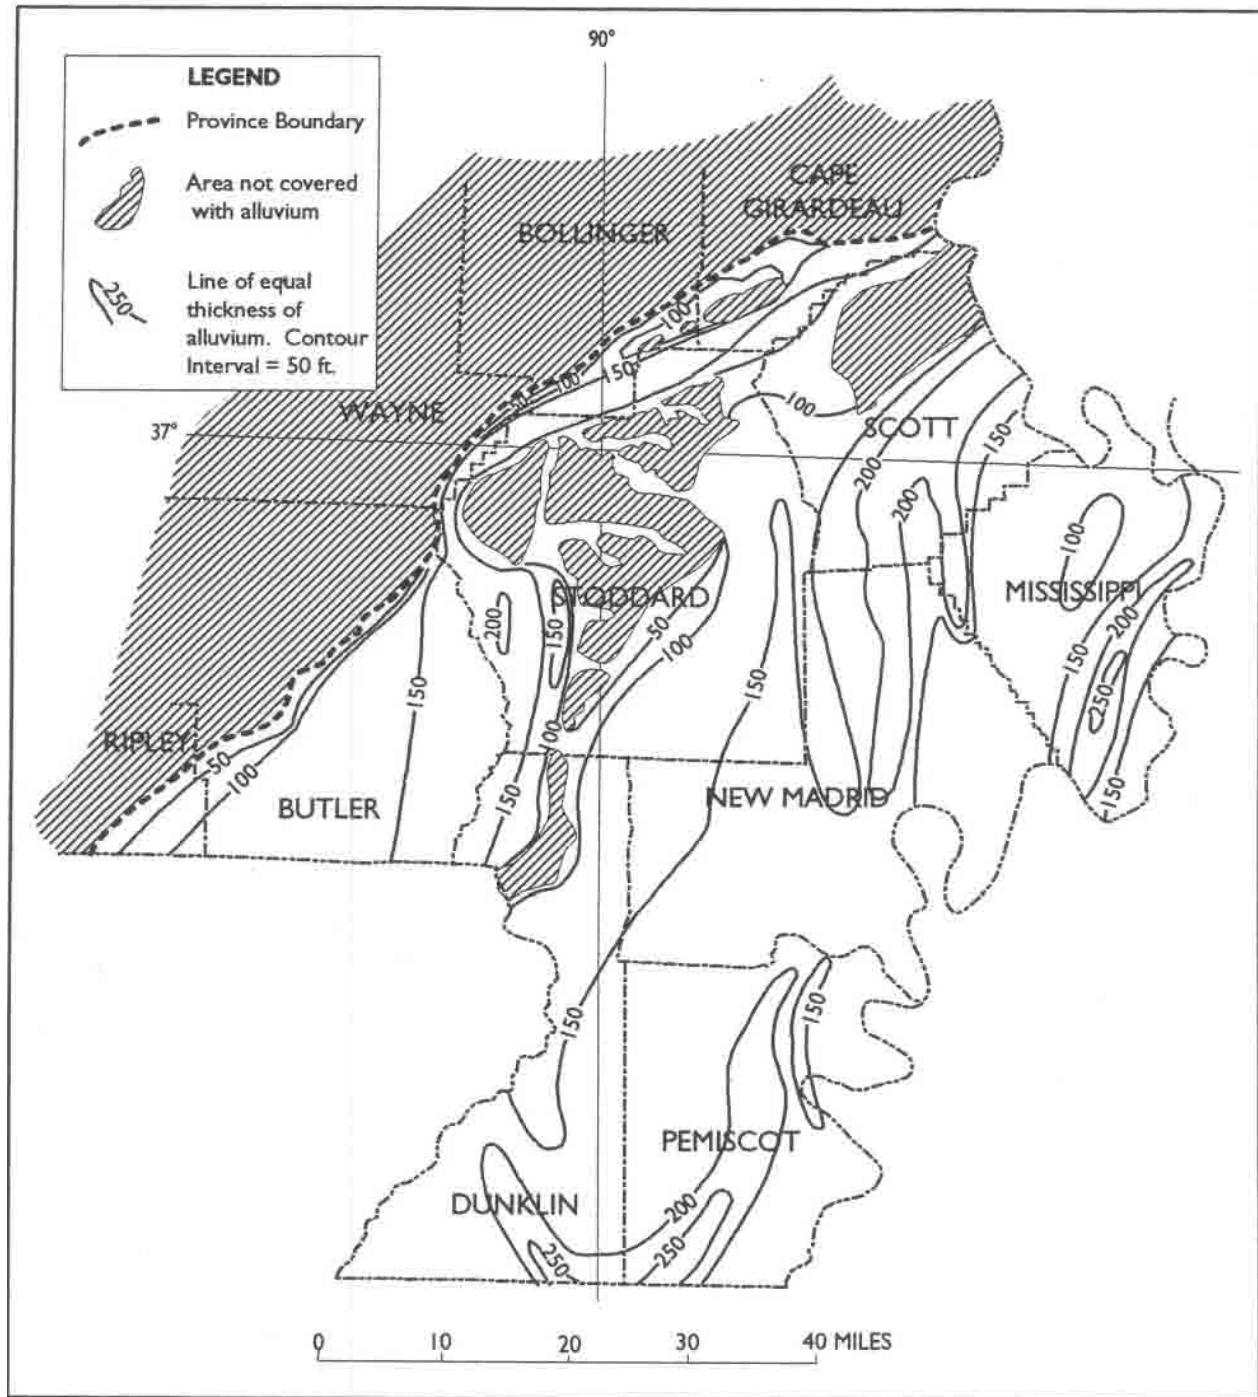 90°
LEGEND
Province Boundary
Area not covered
with alluvium
250
Line of equal
thickness of
alluvium. Contour
Interval = 50 ft.
CAPE
GIRARDEAU
BOLLINGER
100
50
100
150
WAYNE
37°
100
SCOTT
150
200
200
100
MISSISSIPPI
STODDARD
200
150
50
100
150
200
150
150
250
100
RIPLEY
50
100
BUTLER
150
NEW MADRID
150
150
150
PEMISCOT
DUNKLIN
200
250
250
0 10 20 30 40 MILES